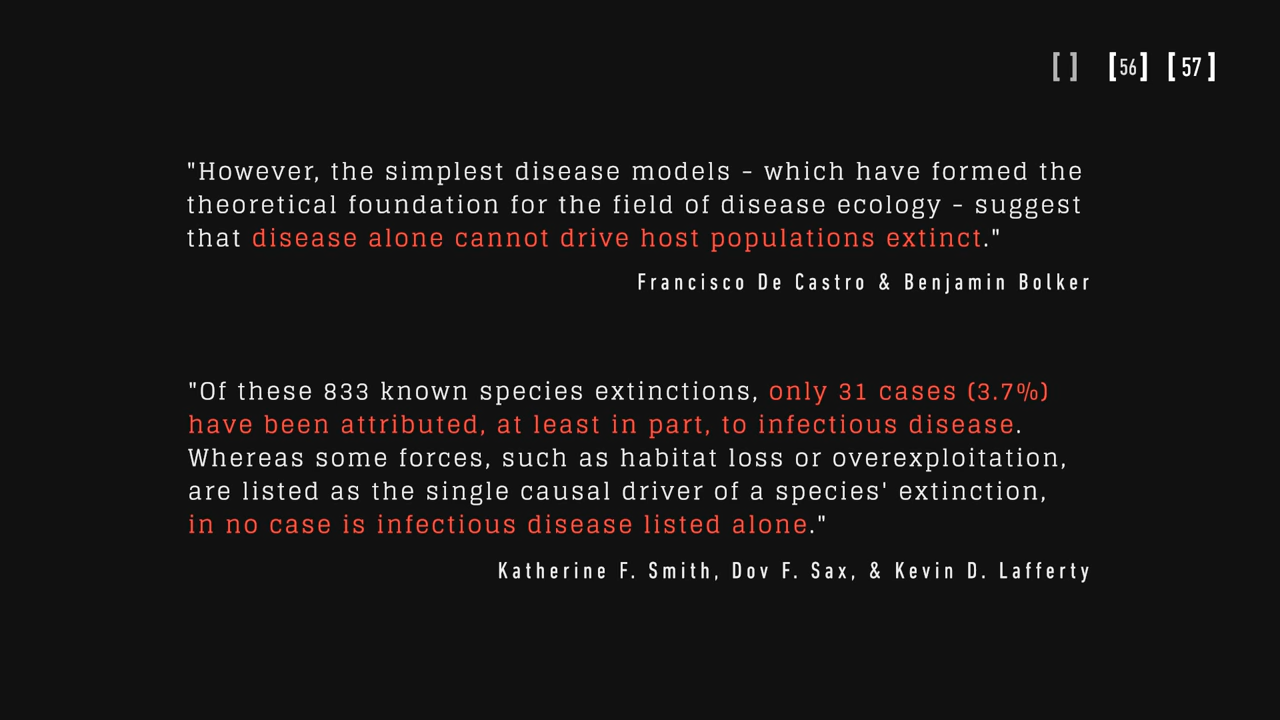 [ ] [56] [57]
"However, the simplest disease models - which have formed the
theoretical foundation for the field of disease ecology - suggest
that disease alone cannot drive host populations extinct."
Francisco De Castro & Benjamin Bolker
"Of these 833 known species extinctions, only 31 cases (3.7%)
have been attributed, at least in part, to infectious disease.
Whereas some forces, such as habitat loss or overexploitation,
are listed as the single causal driver of a species' extinction,
in no case is infectious disease listed alone."
Katherine F. Smith, Dov F. Sax, & Kevin D. Lafferty